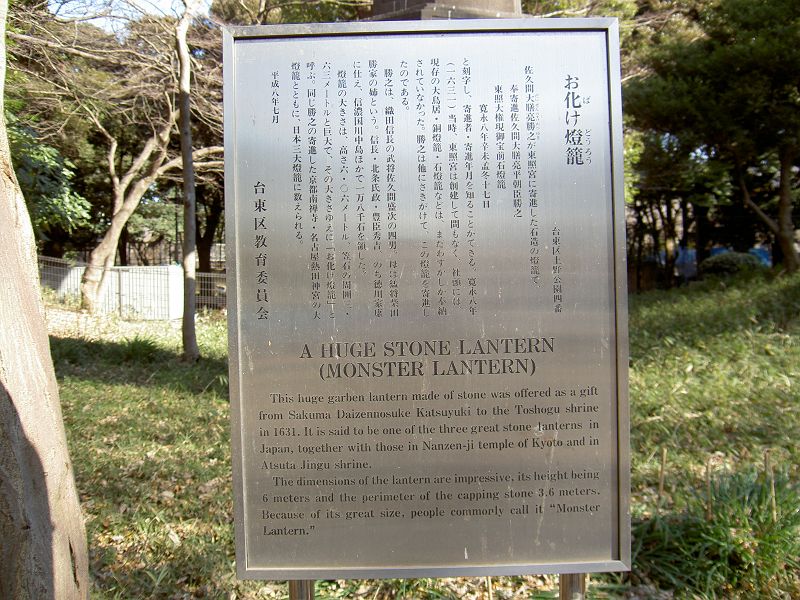 お化け燈籠
ば
どうろう
台東区上野公園四番
佐久間大膳亮勝之が東照宮に寄進した石造の燈籠で、
奉寄進佐久間大膳亮平朝臣勝之
東照大権現御宝前石燈籠
寛永八年辛未孟冬十七日
と刻字し、寄進者・寄進年月を知ることができる。寛永八年
(一六三一)当時、東照宮は創建して間もなく、社頭には、
現存の大鳥居・銅燈籠・石燈籠などは、まだわずかしか奉納
されていなかった。勝之は他にさきがけて、この燈籠を寄進し
たのである。
勝之は、織田信長の武将佐久間盛次の四男、母は猛将柴田
勝家の姉という。信長・北条氏政・豊臣秀吉、のち徳川家康
に仕え、信濃国川中島ほかで一万八千石を領した。
燈籠の大きさは、高さ六・〇六メートル、笠石の周囲三・
六三メートルと巨大で、その大きさゆえに「お化け燈籠」と
呼ぶ。同じ勝之の寄進した京都南禅寺・名古屋熱田神宮の大
燈籠とともに、日本三大燈籠に数えられる。
平成八年七月
台東区教育委員会
A HUGE STONE LANTERN
(MONSTER LANTERN)
This huge garben lantern made of stone was offered as a gift
from Sakuma Daizennosuke Katsuyuki to the Toshogu shrine
in 1631. It is said to be one of the three great stone lanterns in
Japan, together with those in Nanzen-ji temple of Kyoto and in
Atsuta Jingu shrine.
The dimensions of the lantern are impressive, its height being
6 meters and the perimeter of the capping stone 3.6 meters.
Because of its great size, people commonly call it "Monster
Lantern."